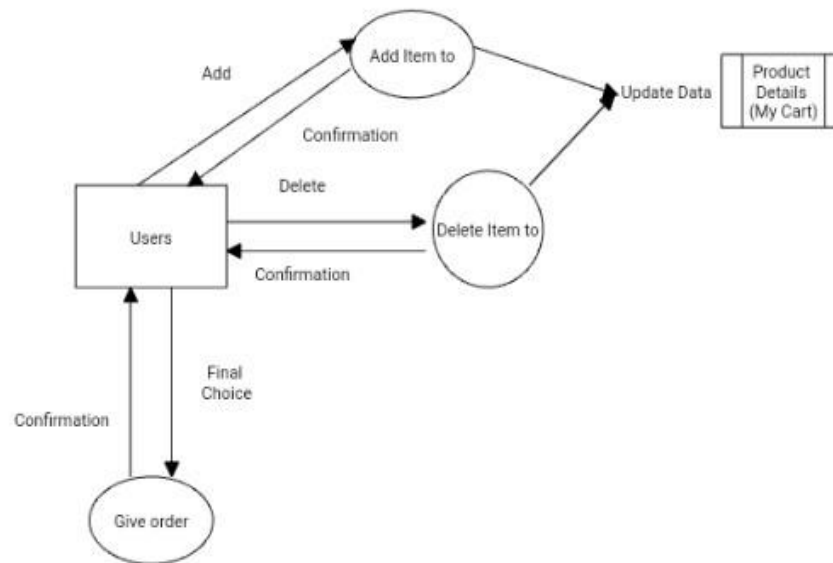 Add Item to
Add
Update Data
Product
Details
(My Cart)
Confirmation
Delete
Users
Delete Item to
Confirmation
Final
Choice
Confirmation
Give order